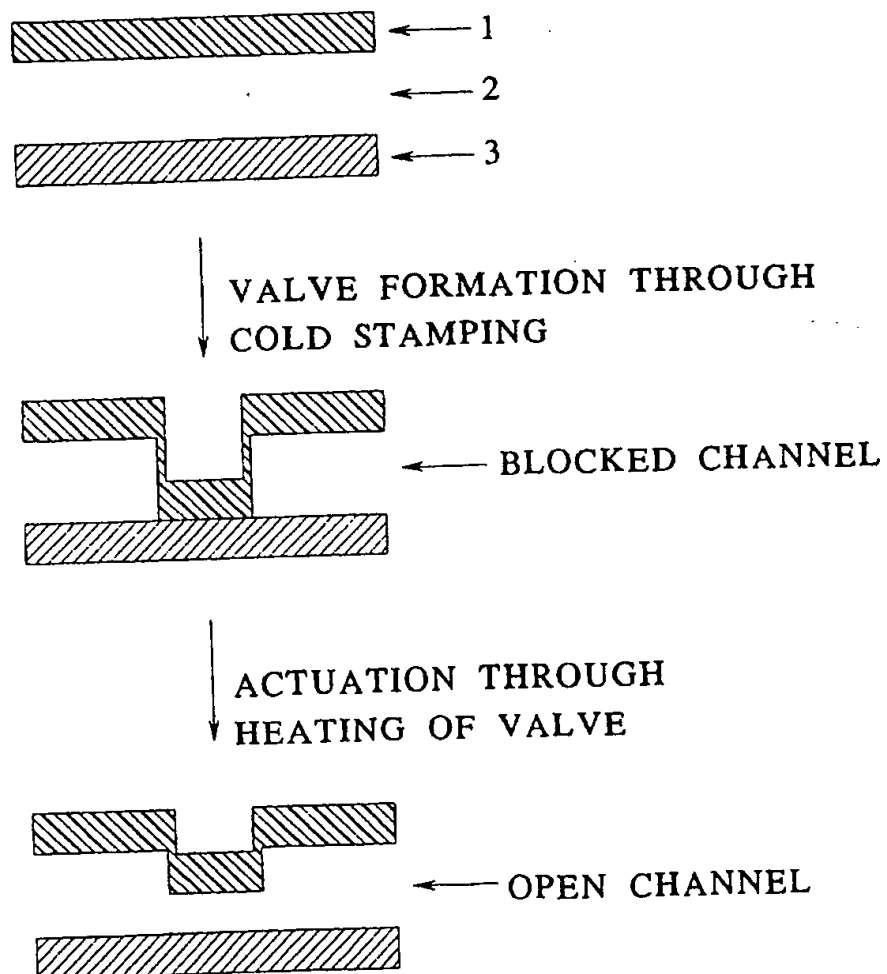 1
2
3
VALVE FORMATION THROUGH
COLD STAMPING
BLOCKED CHANNEL
ACTUATION THROUGH
HEATING OF VALVE
OPEN CHANNEL